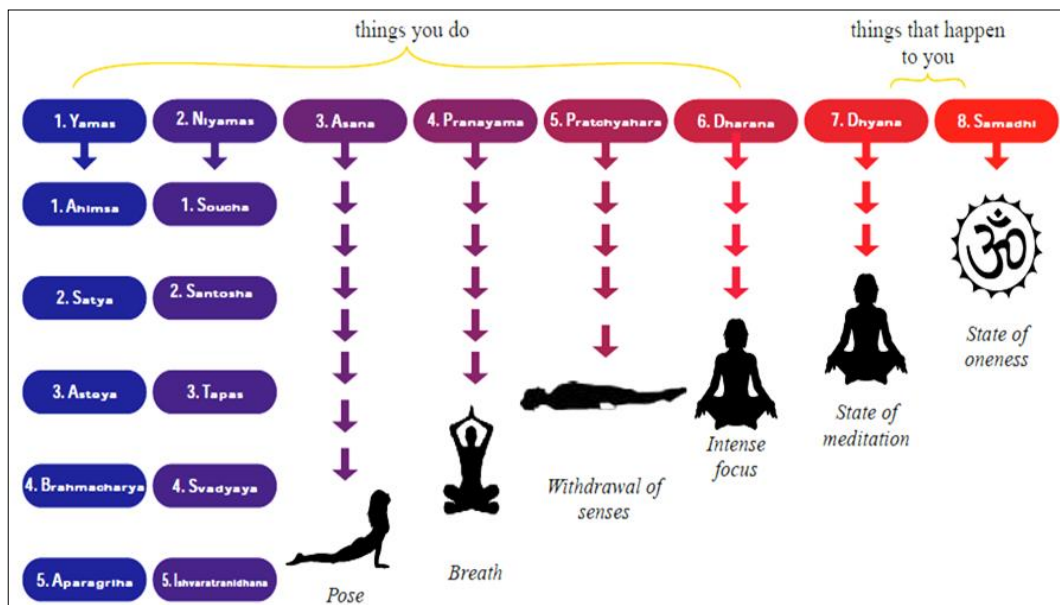 things you do
things that happen
to you
1. Yamas
2. Niyamas
3. Asana
4. Pranayama
5. Pratchyahara
6. Dharana
7. Dhyana
8. Samadhi
1. Ahimsa
1. Soucha
2. Satya
2. Santosha
3. Asteya
3. Tapas
4. Brahmacharya
4. Svadyaya
5. Aparagriha
5. Ishvaratranidhana
Pose
Breath
Withdrawal of
senses
Intense
focus
State of
meditation
ॐ
State of
oneness